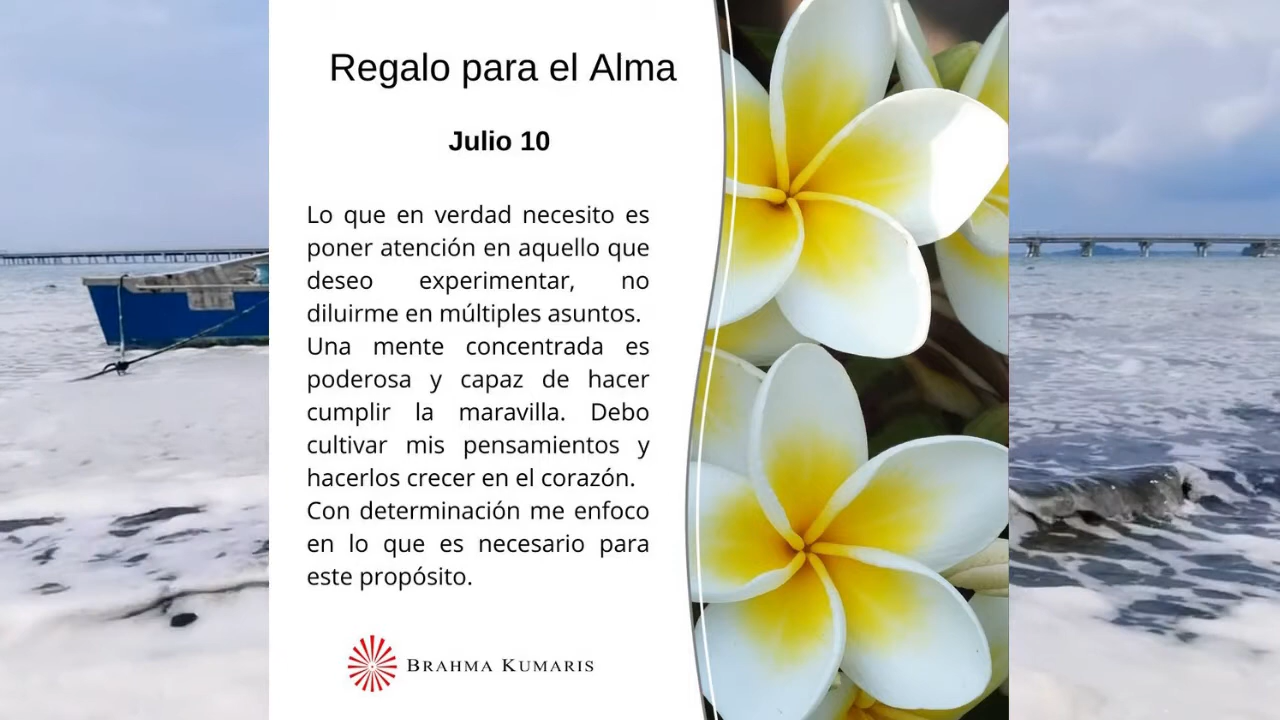 Regalo para el Alma
Julio 10
Lo que en verdad necesito es
poner atención en aquello que
deseo experimentar, no
diluirme en múltiples asuntos.
Una mente concentrada es
poderosa y capaz de hacer
cumplir la maravilla. Debo
cultivar mis pensamientos y
hacerlos crecer en el corazón.
Con determinación me enfoco
en lo que es necesario para
este propósito.
BRAHMA KUMARIS